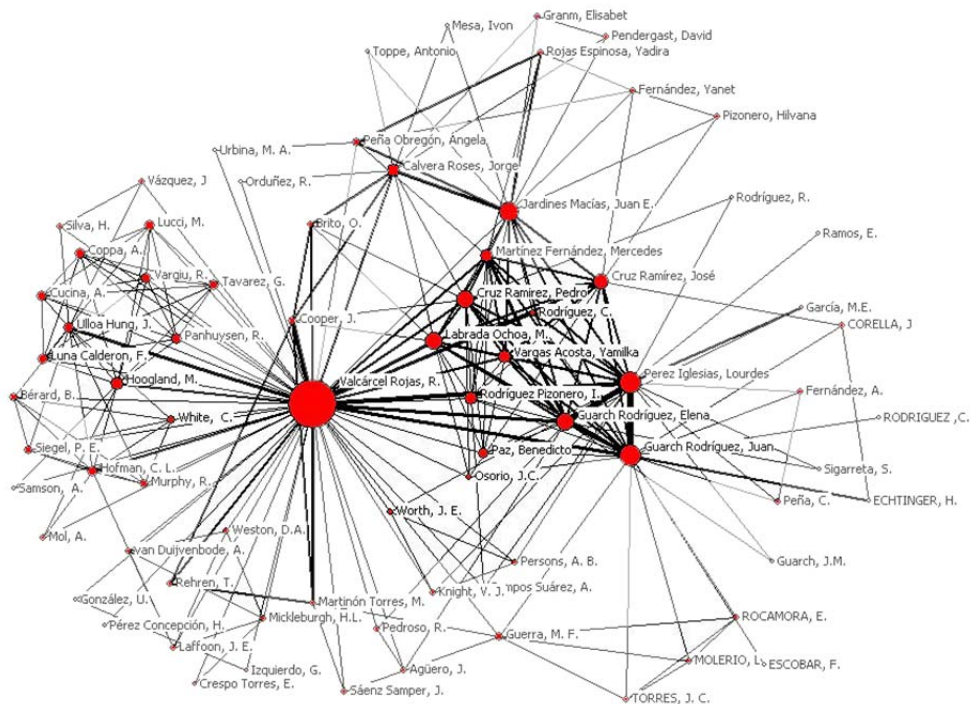 Granm, Elisabet
Mesa, Ivon
Pendergast, David
Toppe, Antonio
Rojas Espinosa, Yadira
Fernández, Yanet
Pizonero, Hilvana
Peña Obregón, Angela
Urbina, M. A.
Calvera Roses, Jorge
Vázquez, J
Orduñez, R.
Rodríguez, R.
Jardines Macías, Juan E.
Silva, H.
Lucci, M.
Brito, O.
Ramos, E.
Coppa, A.
Martínez Fernández, Mercedes
Vargiu, R.
Tavarez, G.
Cruz Ramírez, José
Cucina, A.
Cruz Ramirez, Pedro
García, M.E.
Rodríguez, C.
Cooper, J.
CORELLA, J
Ulloa Hung, J.
Panhuysen, R.
Labrada Ochoa, M.
Luna Calderon, F.
Vargas Acosta, Yamilka
Hoogland, M.
Valcárcel Rojas, R.
Perez Iglesias, Lourdes
Bérard, B.
Rodríguez Pizonero, I.
Fernández, A.
White, C.
Guarch Rodríguez, Elena
RODRIGUEZ ,C.
Siegel, P. E.
Paz, Benedicto
Guarch Rodríguez, Juan
Hofman, C. L.
Osorio, J.C.
Sigarreta, S.
Samson, A.
Murphy, R.
Peña, C.
ECHTINGER, H.
Worth, J. E.
Mol, A.
Weston, D.A.
van Duijvenbode, A.
Persons, A. B.
Guarch, J.M.
Rehren, T.
Knight, V. J.
mpos Suárez, A.
González, U.
Martinón Torres, M.
Pérez Concepción, H.
Mickleburgh, H.L.
Pedroso, R.
Guerra, M. F.
ROCAMORA, E.
Laffoon, J. E.
Izquierdo, G.
Agüero, J.
MOLERIO, L.
ESCOBAR, F.
Crespo Torres, E.
Sáenz Samper, J.
TORRES, J. C.